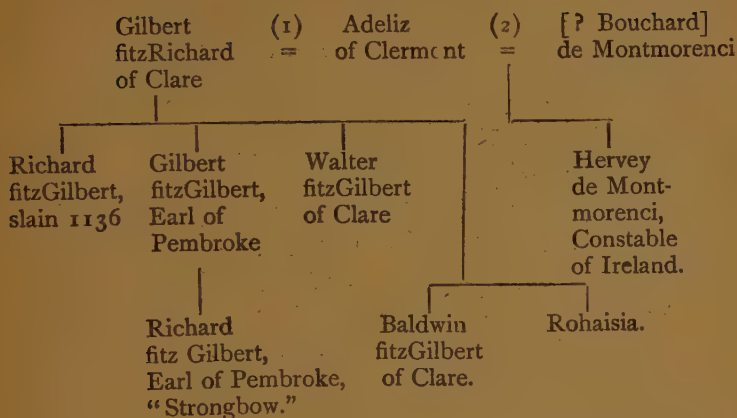 Gilbert (1) Adeliz (2) [? Bouchard]
fitzRichard = of Clermont = de Montmorenci
of Clare
Richard
fitzGilbert,
slain 1136
Gilbert
fitzGilbert,
Earl of
Pembroke
Walter
fitzGilbert
of Clare
Hervey
de Mont-
morenci,
Constable
of Ireland.
Richard
fitz Gilbert,
Earl of Pembroke,
“Strongbow.”
Baldwin
fitzGilbert
of Clare.
Rohaisia.